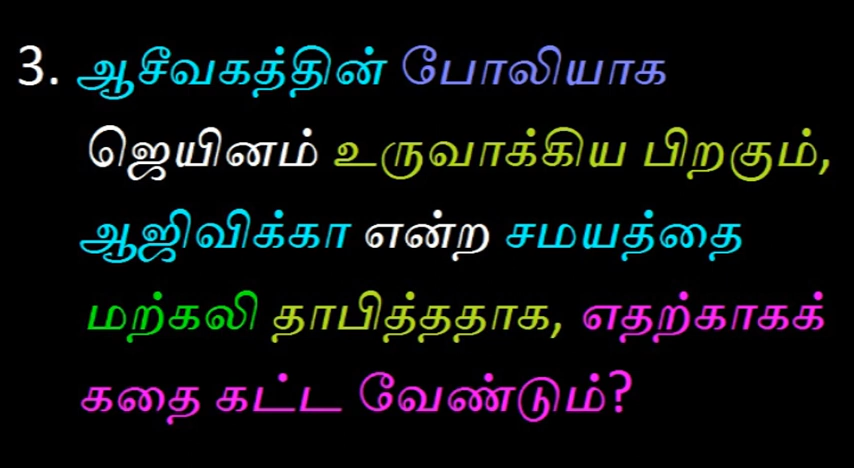 3. ஆசீவகத்தின் போலியாக
ஜெயினம் உருவாக்கிய பிறகும்,
ஆஜிவிக்கா என்ற சமயத்தை
மற்கலி தாபித்ததாக, எதற்காகக்
கதை கட்ட வேண்டும்?